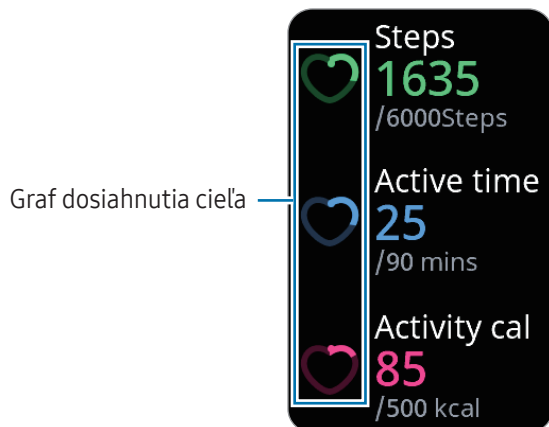 Steps
1635
/6000Steps
Graf dosiahnutia cieľa
Active time
25
/90 mins
Activity cal
85
/500 kcal